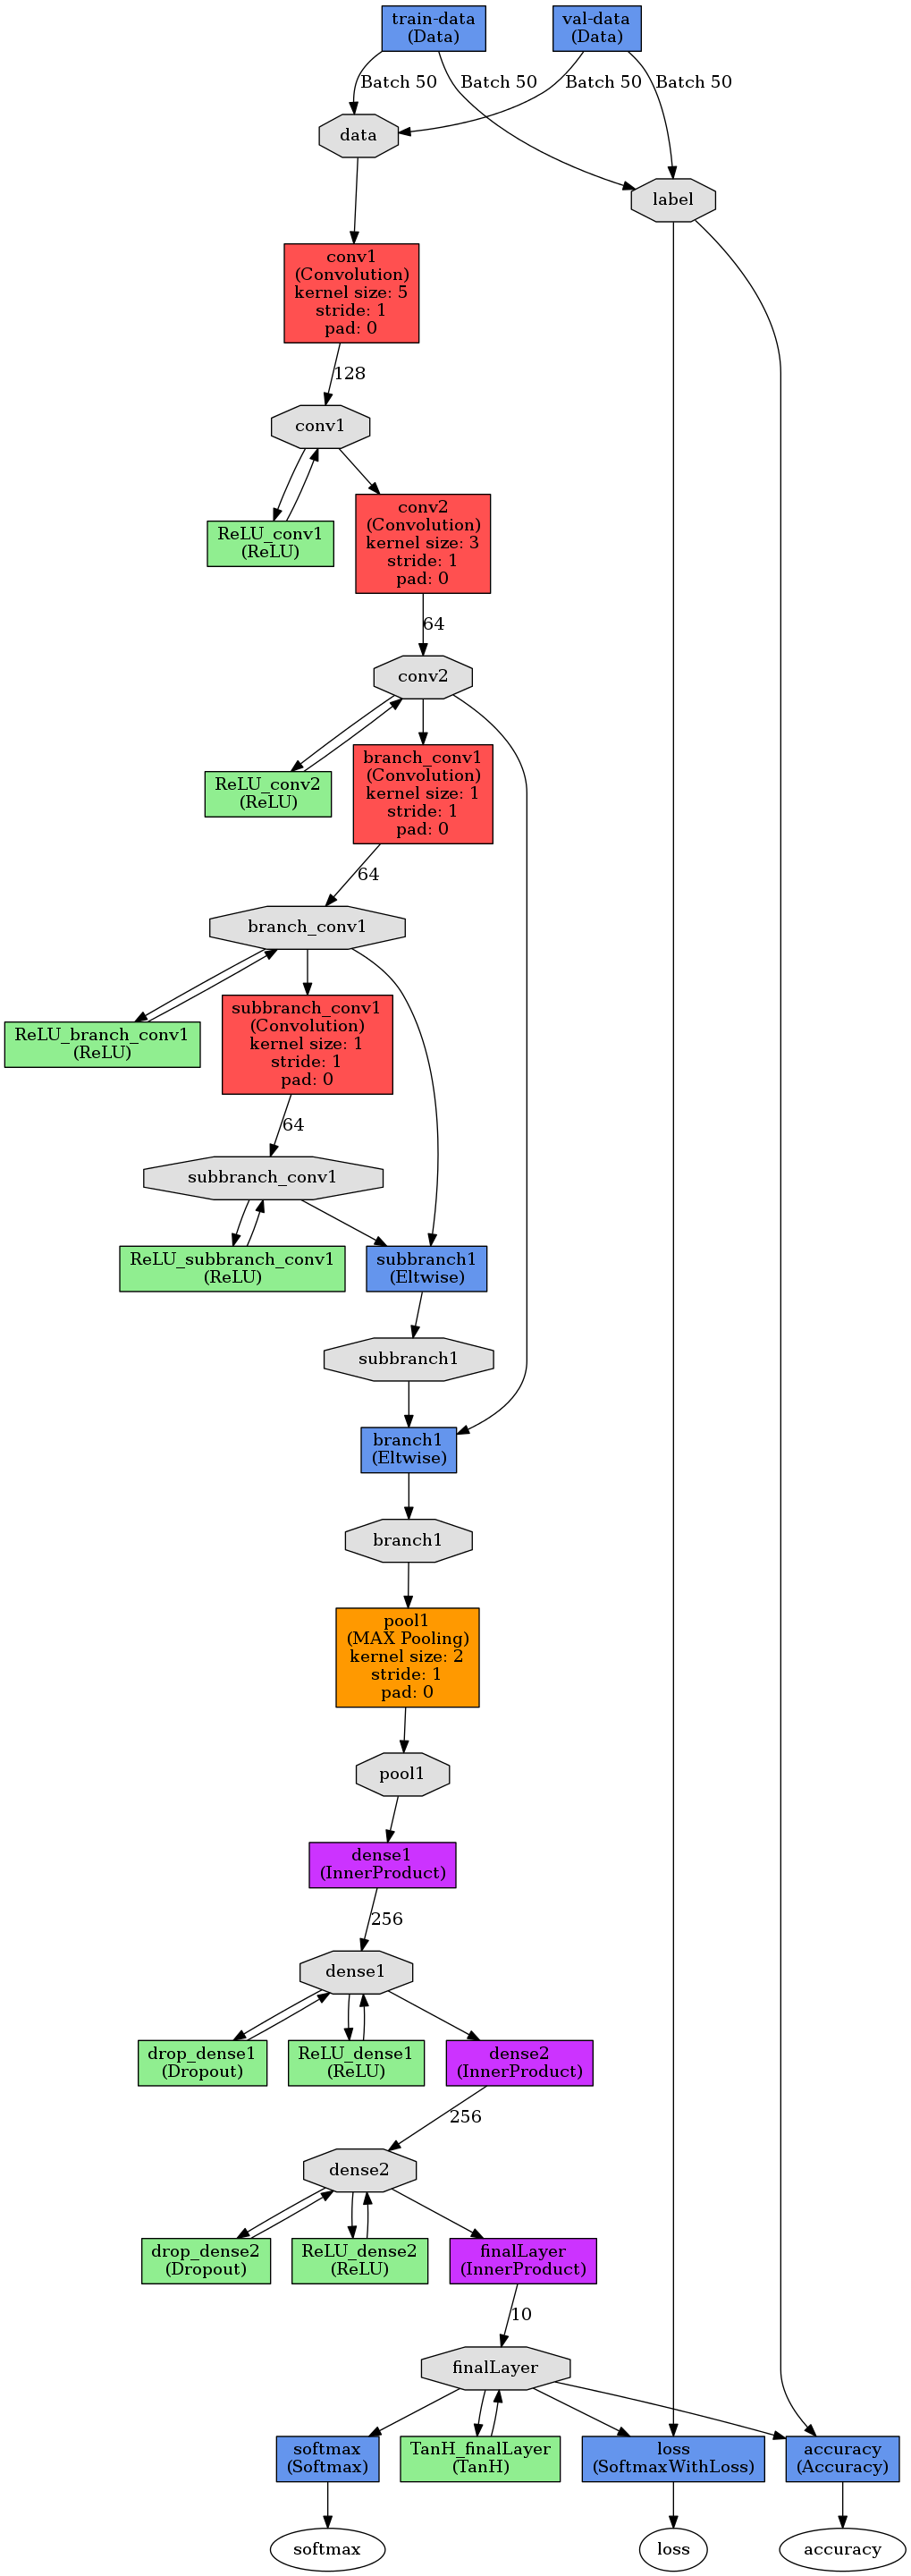 train-data
(Data)
val-data
(Data)
Batch 50
Batch 50
Batch 50
Batch 50
data
label
conv1
(Convolution)
kernel size: 5
stride: 1
pad: 0
128
conv1
ReLU_conv1
(ReLU)
conv2
(Convolution)
kernel size: 3
stride: 1
pad: 0
64
conv2
ReLU_conv2
(ReLU)
branch_conv1
(Convolution)
kernel size: 1
stride: 1
pad: 0
64
branch_conv1
ReLU_branch_conv1
(ReLU)
subbranch_conv1
(Convolution)
kernel size: 1
stride: 1
pad: 0
64
subbranch_conv1
ReLU_subbranch_conv1
(ReLU)
subbranch1
(Eltwise)
subbranch1
branch1
(Eltwise)
branch1
pool1
(MAX Pooling)
kernel size: 2
stride: 1
pad: 0
pool1
dense1
(InnerProduct)
256
dense1
drop_dense1
(Dropout)
ReLU_dense1
(ReLU)
dense2
(InnerProduct)
256
dense2
drop_dense2
(Dropout)
ReLU_dense2
(ReLU)
finalLayer
(InnerProduct)
10
finalLayer
softmax
(Softmax)
TanH_finalLayer
(TanH)
loss
(SoftmaxWithLoss)
accuracy
(Accuracy)
softmax
loss
accuracy